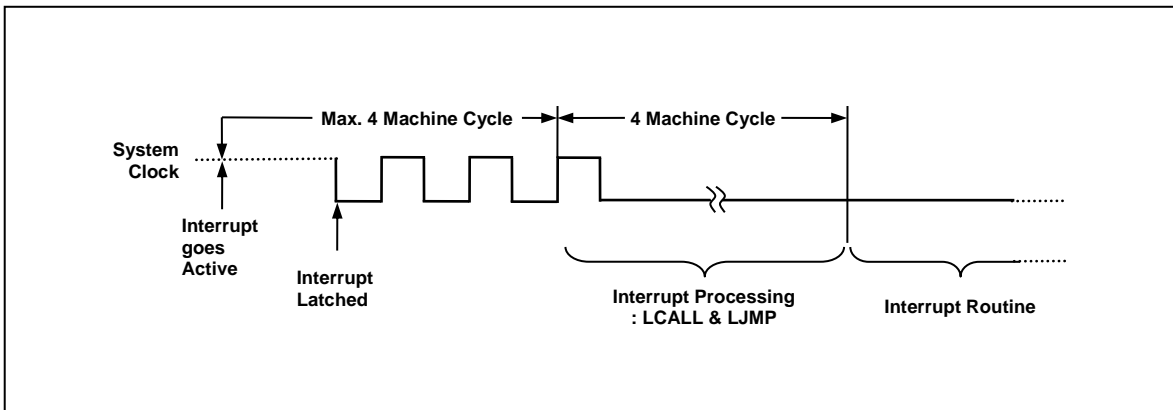 Max. 4 Machine Cycle
4 Machine Cycle
System
Clock
Interrupt
goes
Active
Interrupt
Latched
Interrupt Processing
: LCALL & LJMP
Interrupt Routine